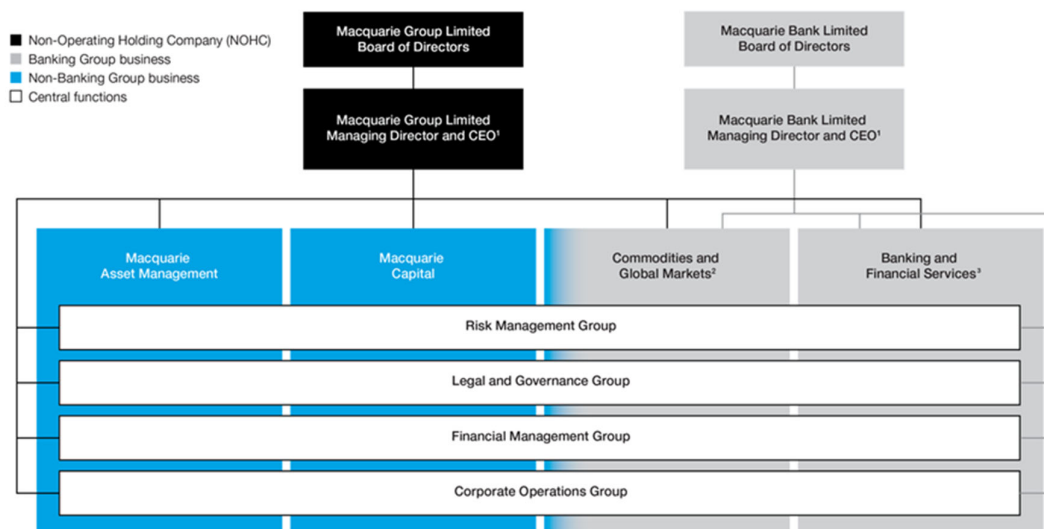 Non-Operating Holding Company (NOHC)
Banking Group business
Non-Banking Group business
Central functions
Macquarie Group Limited
Board of Directors
Macquarie Bank Limited
Board of Directors
Macquarie Group Limited
Managing Director and CEO¹
Macquarie Bank Limited
Managing Director and CEO¹
Macquarie
Asset Management
Macquarie
Capital
Commodities and
Global Markets²
Banking and
Financial Services³
Risk Management Group
Legal and Governance Group
Financial Management Group
Corporate Operations Group